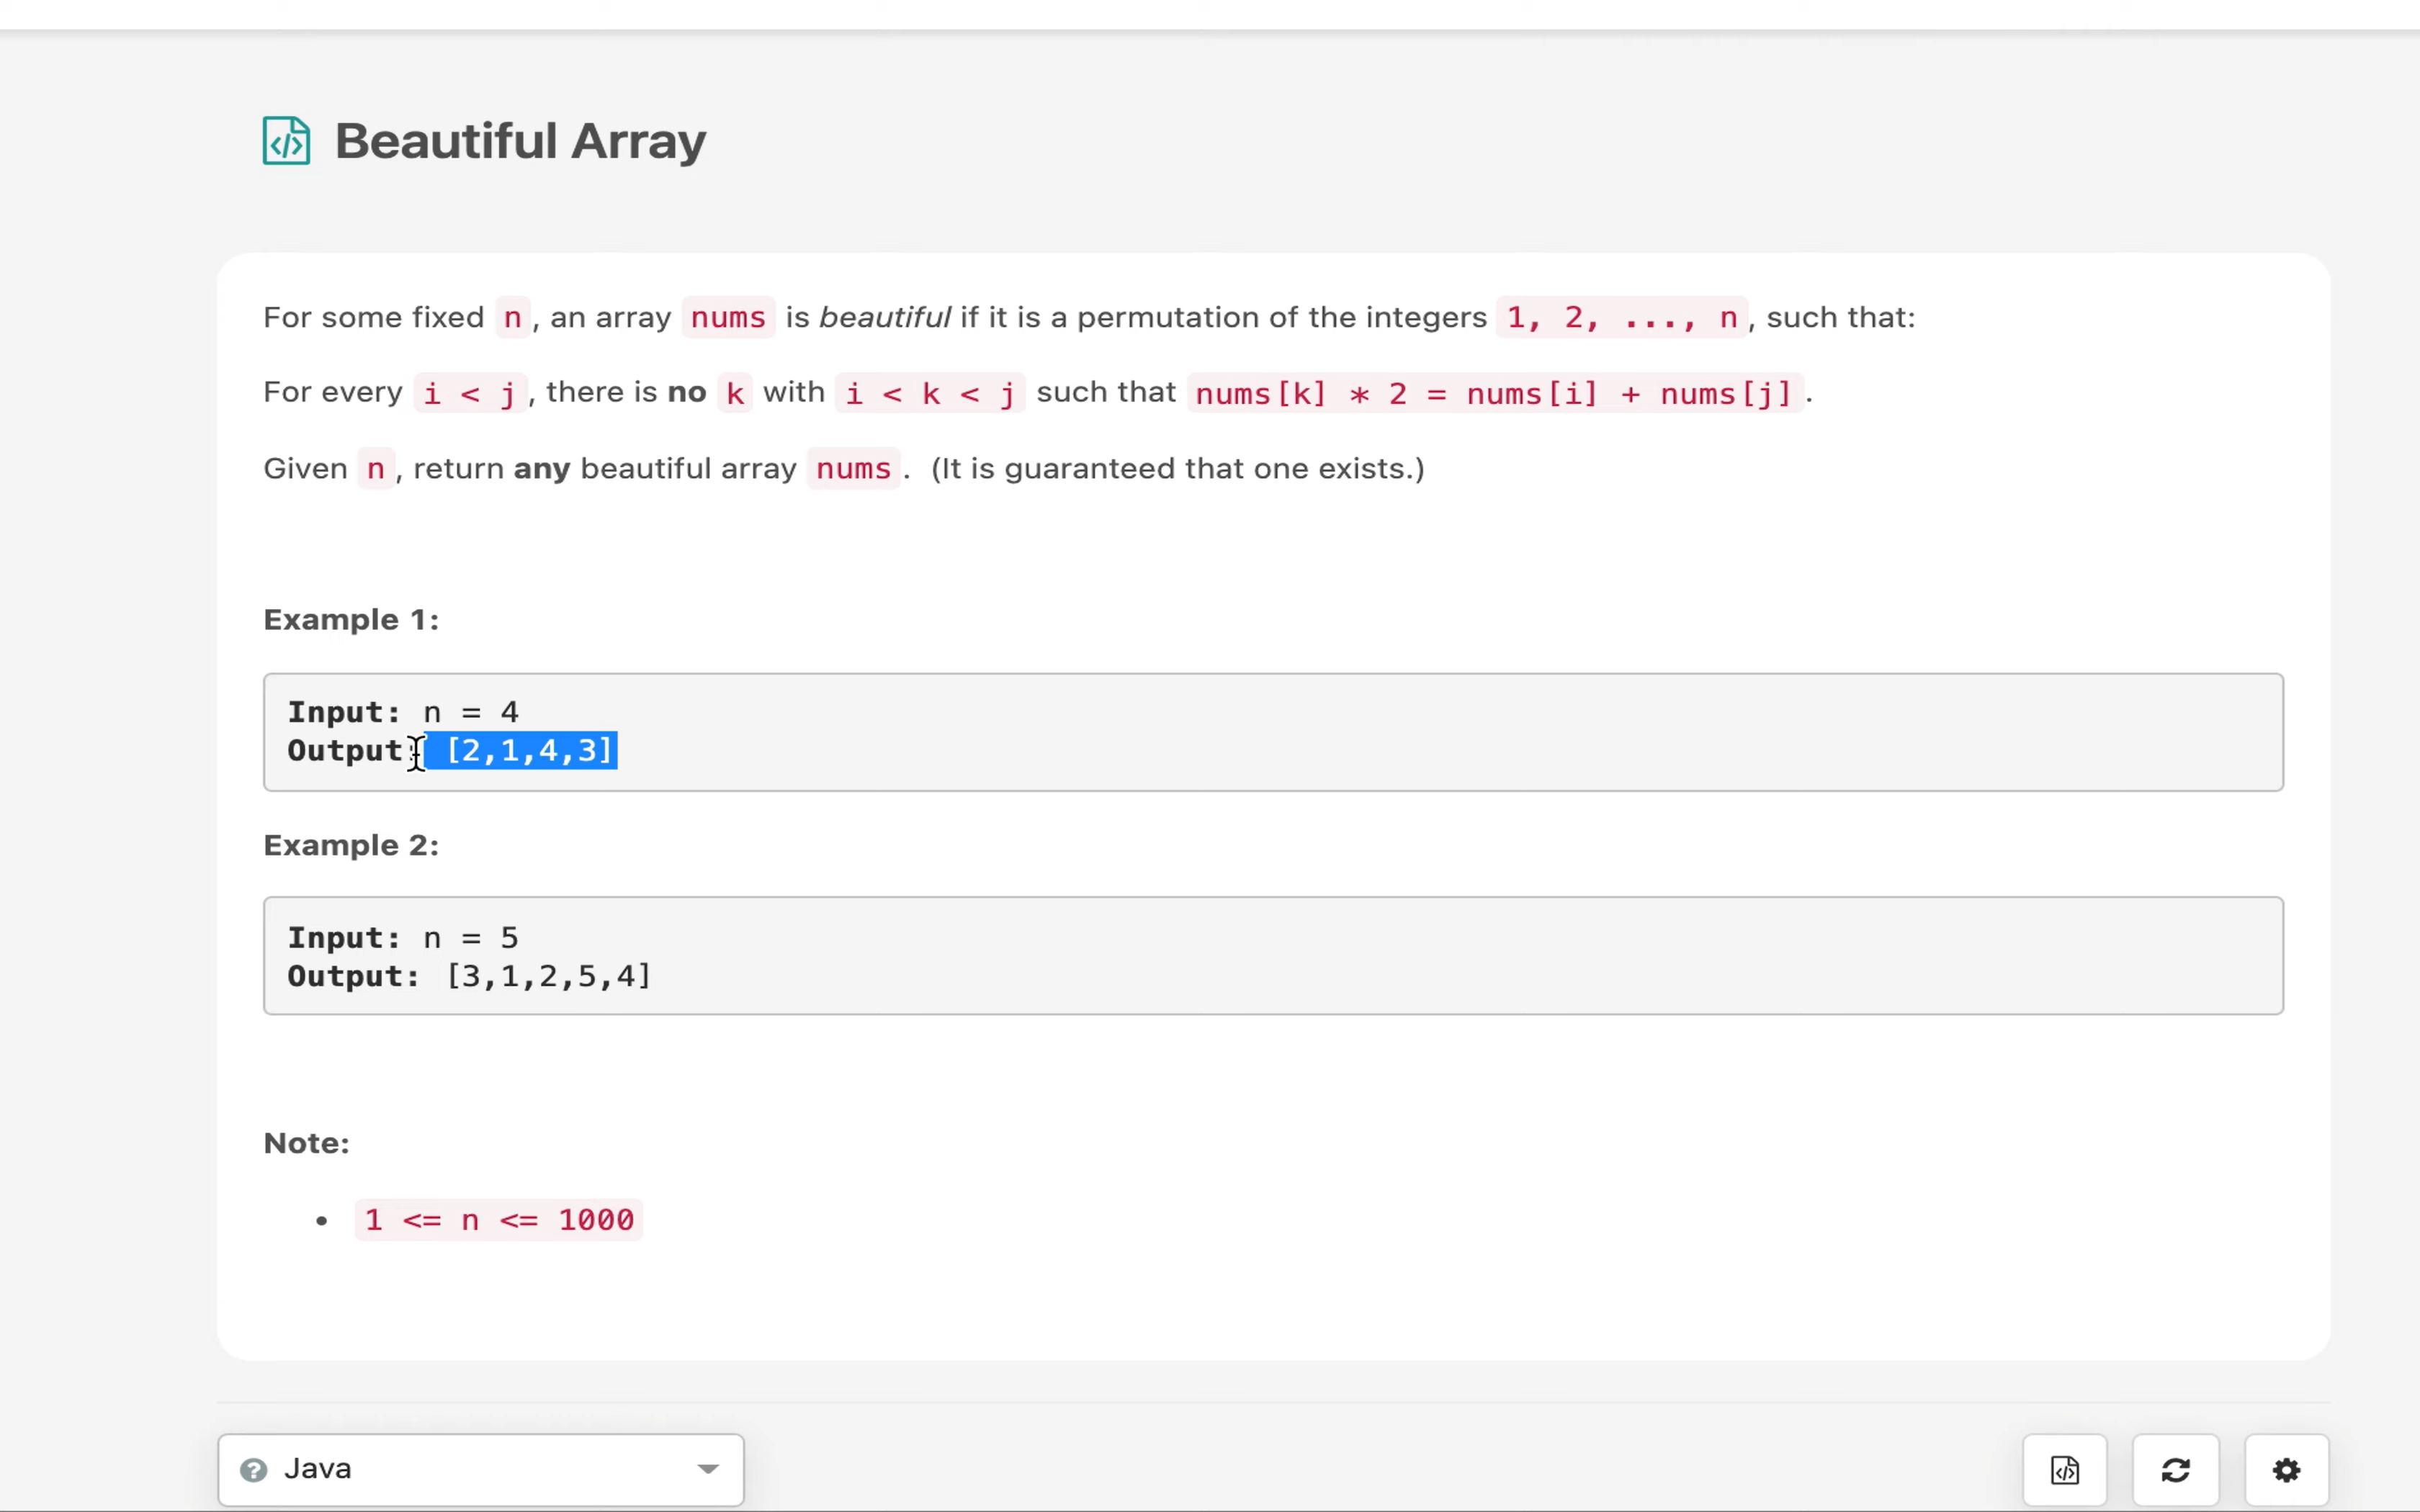 Beautiful Array
For some fixed n, an array nums is beautiful if it is a permutation of the integers 1, 2, ..., n, such that:
For every i < j, there is no k with i < k < j such that nums[k] * 2 = nums[i] + nums[j].
Given n, return any beautiful array nums. (It is guaranteed that one exists.)
Example 1:
Input: n = 4
Output: [2,1,4,3]
Example 2:
Input: n = 5
Output: [3,1,2,5,4]
Note:
• 1 <= n <= 1000
Java